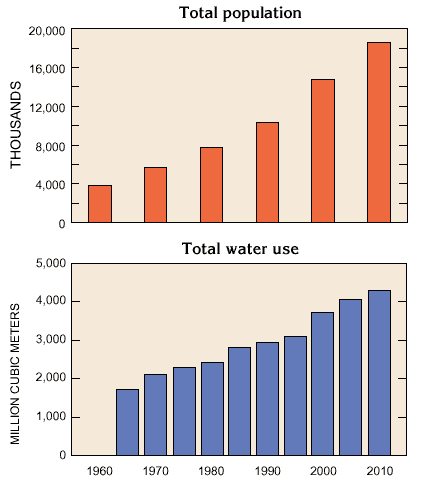 Total population
20,000
16,000
12,000
8,000
4,000
0
THOUSANDS
Total water use
5,000
4,000
3,000
2,000
1,000
0
MILLION CUBIC METERS
1960 1970 1980 1990 2000 2010